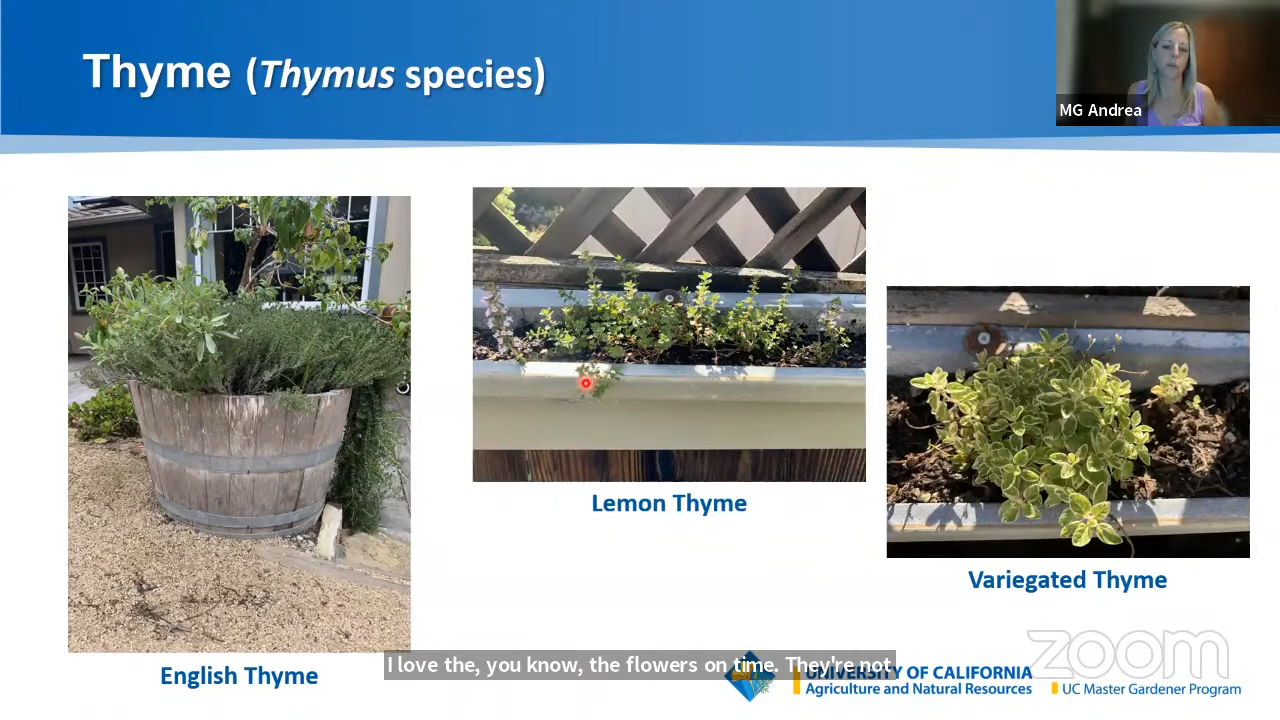 Thyme (Thymus species)
MG Andrea
Lemon Thyme
Variegated Thyme
English Thyme
I love the, you know, the flowers on time. They're not
zoom
UNIVERSITY OF CALIFORNIA
Agriculture and Natural Resources
UC Master Gardener Program